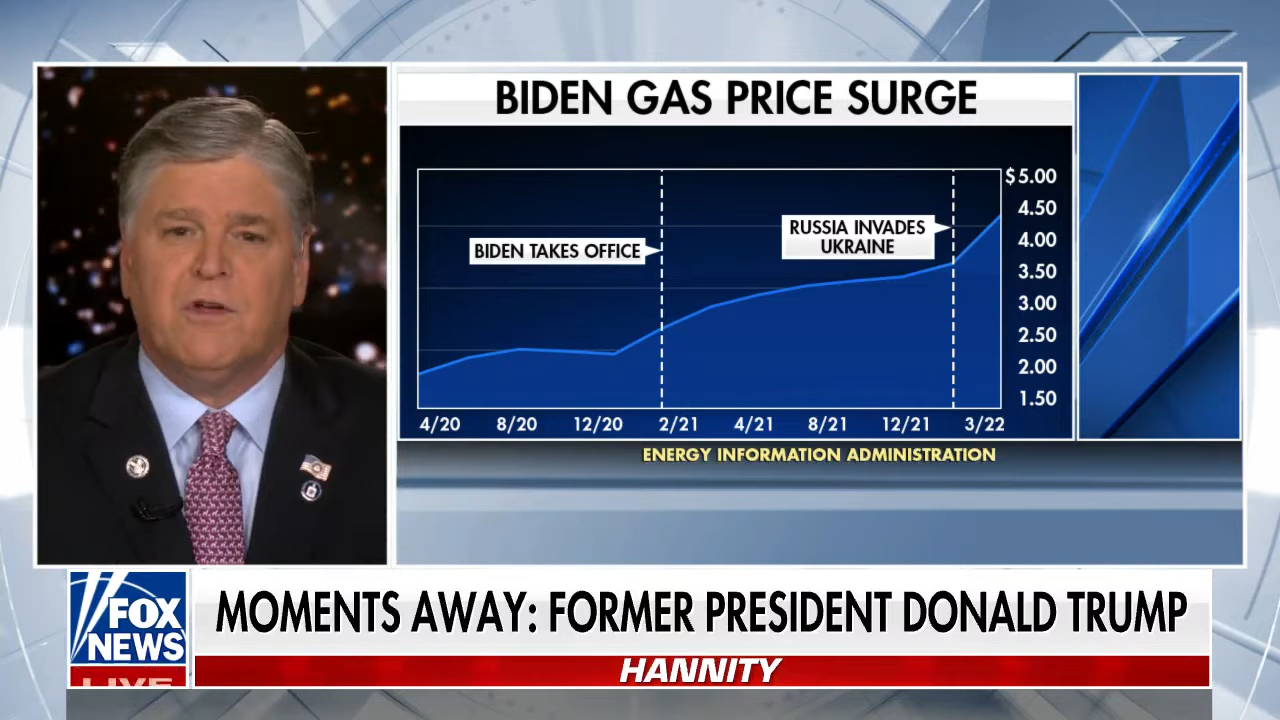 BIDEN GAS PRICE SURGE
$5.00
4.50
4.00
3.50
3.00
2.50
2.00
1.50
BIDEN TAKES OFFICE
RUSSIA INVADES
UKRAINE
4/20 8/20 12/20 2/21 4/21 8/21 12/21 3/22
ENERGY INFORMATION ADMINISTRATION
FOX
NEWS
LIVE
MOMENTS AWAY: FORMER PRESIDENT DONALD TRUMP
HANNITY